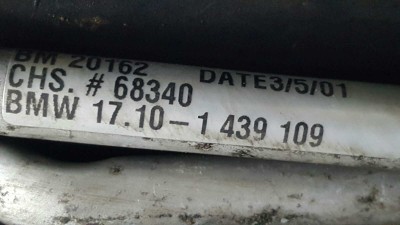 BM 20162 DATE3/5/01
CHS. # 68340
BMW 17.10-1 439 109